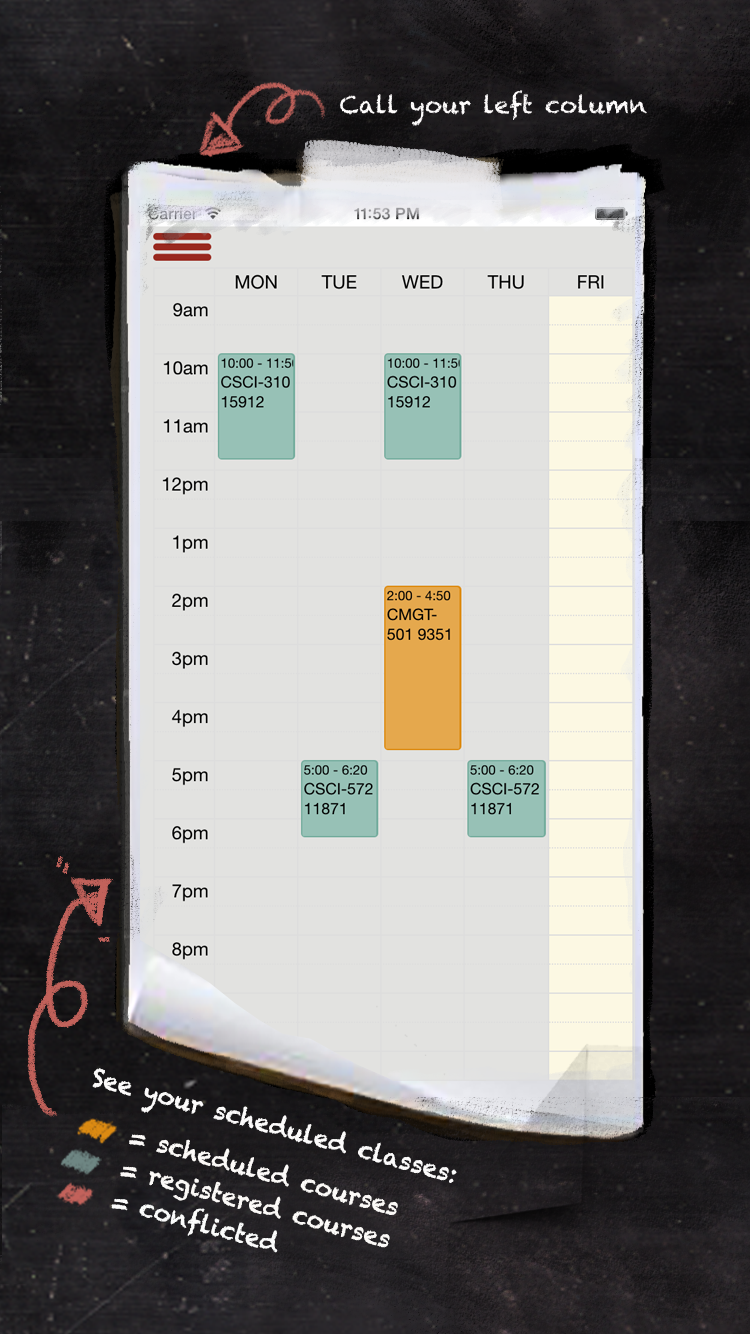 Call your left column
Carrier 11:53 PM
MON TUE WED THU FRI
9am
10am
11am
12pm
1pm
2pm
3pm
4pm
5pm
6pm
7pm
8pm
10:00 - 11:50
CSCI-310
15912
10:00 - 11:50
CSCI-310
15912
2:00 - 4:50
CMGT-
501 9351
5:00 - 6:20
CSCI-572
11871
5:00 - 6:20
CSCI-572
11871
See your scheduled classes:
= scheduled courses
= registered courses
= conflicted